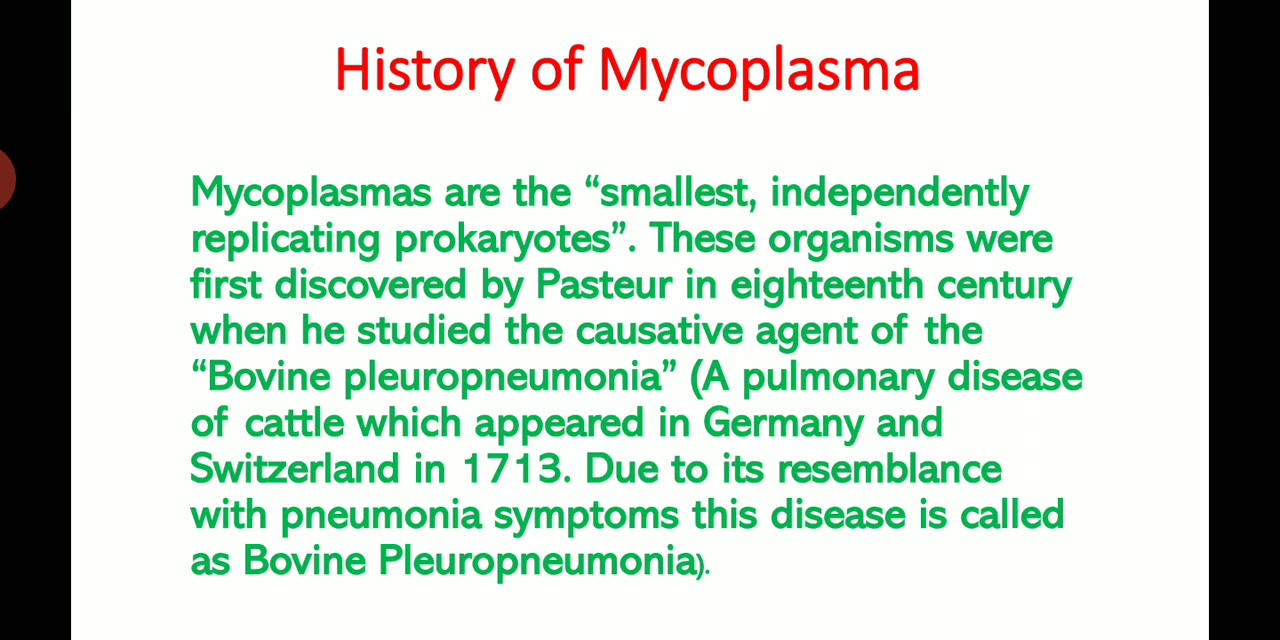 History of Mycoplasma
Mycoplasmas are the “smallest, independently
replicating prokaryotes”. These organisms were
first discovered by Pasteur in eighteenth century
when he studied the causative agent of the
“Bovine pleuropneumonia” (A pulmonary disease
of cattle which appeared in Germany and
Switzerland in 1713. Due to its resemblance
with pneumonia symptoms this disease is called
as Bovine Pleuropneumonia).